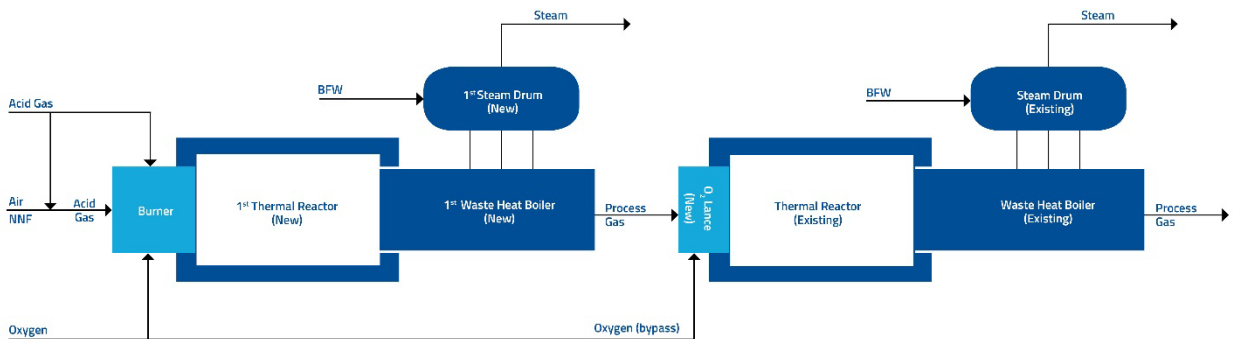 Steam
Steam
Acid Gas
BFW
1st Steam Drum
(New)
BFW
Steam Drum
(Existing)
Air
NNF
Acid
Gas
Burner
1st Thermal Reactor
(New)
1st Waste Heat Boiler
(New)
Process
Gas
O2 Lance
(New)
Thermal Reactor
(Existing)
Waste Heat Boiler
(Existing)
Process
Gas
Oxygen
Oxygen (bypass)